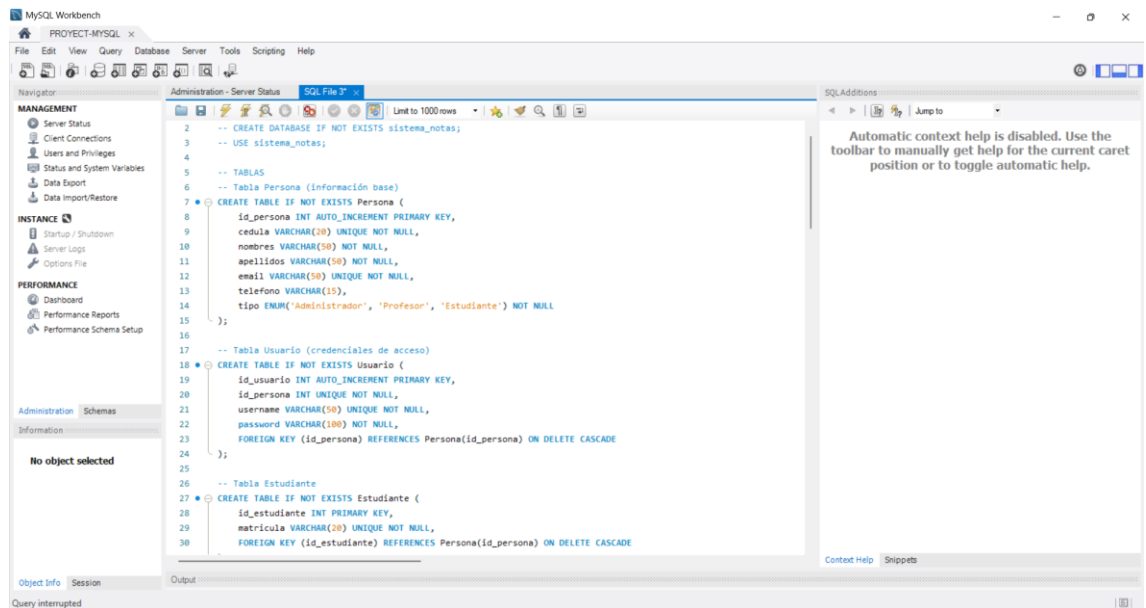 MySQL Workbench
PROYECT-MYSQL
File Edit View Query Database Server Tools Scripting Help
Navigator
MANAGEMENT
Server Status
Client Connections
Users and Privileges
Status and System Variables
Data Export
Data Import/Restore
INSTANCE
Startup / Shutdown
Server Logs
Options File
PERFORMANCE
Dashboard
Performance Reports
Performance Schema Setup
Administration Schemas
Information
No object selected
Object Info Session
Query interrupted
Administration - Server Status SQL File 3*
Limit to 1000 rows
2 -- CREATE DATABASE IF NOT EXISTS sistema_notas;
3 -- USE sistema_notas;
4
5 -- TABLAS
6 -- Tabla Persona (información base)
7 CREATE TABLE IF NOT EXISTS Persona (
8 id_persona INT AUTO_INCREMENT PRIMARY KEY,
9 cedula VARCHAR(20) UNIQUE NOT NULL,
10 nombres VARCHAR(50) NOT NULL,
11 apellidos VARCHAR(50) NOT NULL,
12 email VARCHAR(50) UNIQUE NOT NULL,
13 telefono VARCHAR(15),
14 tipo ENUM('Administrador', 'Profesor', 'Estudiante') NOT NULL
15 );
16
17 -- Tabla Usuario (credenciales de acceso)
18 CREATE TABLE IF NOT EXISTS Usuario (
19 id_usuario INT AUTO_INCREMENT PRIMARY KEY,
20 id_persona INT UNIQUE NOT NULL,
21 username VARCHAR(50) UNIQUE NOT NULL,
22 password VARCHAR(100) NOT NULL,
23 FOREIGN KEY (id_persona) REFERENCES Persona(id_persona) ON DELETE CASCADE
24 );
25
26 -- Tabla Estudiante
27 CREATE TABLE IF NOT EXISTS Estudiante (
28 id_estudiante INT PRIMARY KEY,
29 matricula VARCHAR(20) UNIQUE NOT NULL,
30 FOREIGN KEY (id_estudiante) REFERENCES Persona(id_persona) ON DELETE CASCADE
Output
SQLAdditions
Jump to
Automatic context help is disabled. Use the
toolbar to manually get help for the current caret
position or to toggle automatic help.
Context Help Snippets